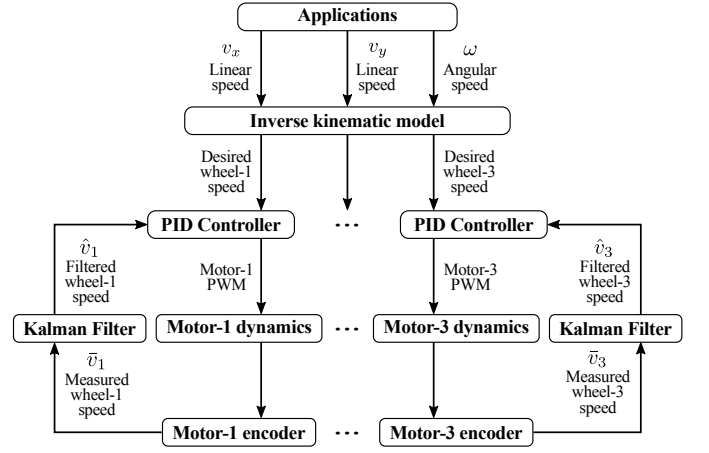 Applications
v_x
Linear
speed
v_y
Linear
speed
ω
Angular
speed
Inverse kinematic model
Desired
wheel-1
speed
Desired
wheel-3
speed
PID Controller
...
PID Controller
v̂_1
Filtered
wheel-1
speed
Motor-1
PWM
Motor-3
PWM
v̂_3
Filtered
wheel-3
speed
Kalman Filter
Motor-1 dynamics
...
Motor-3 dynamics
Kalman Filter
v̄_1
Measured
wheel-1
speed
v̄_3
Measured
wheel-3
speed
Motor-1 encoder
...
Motor-3 encoder